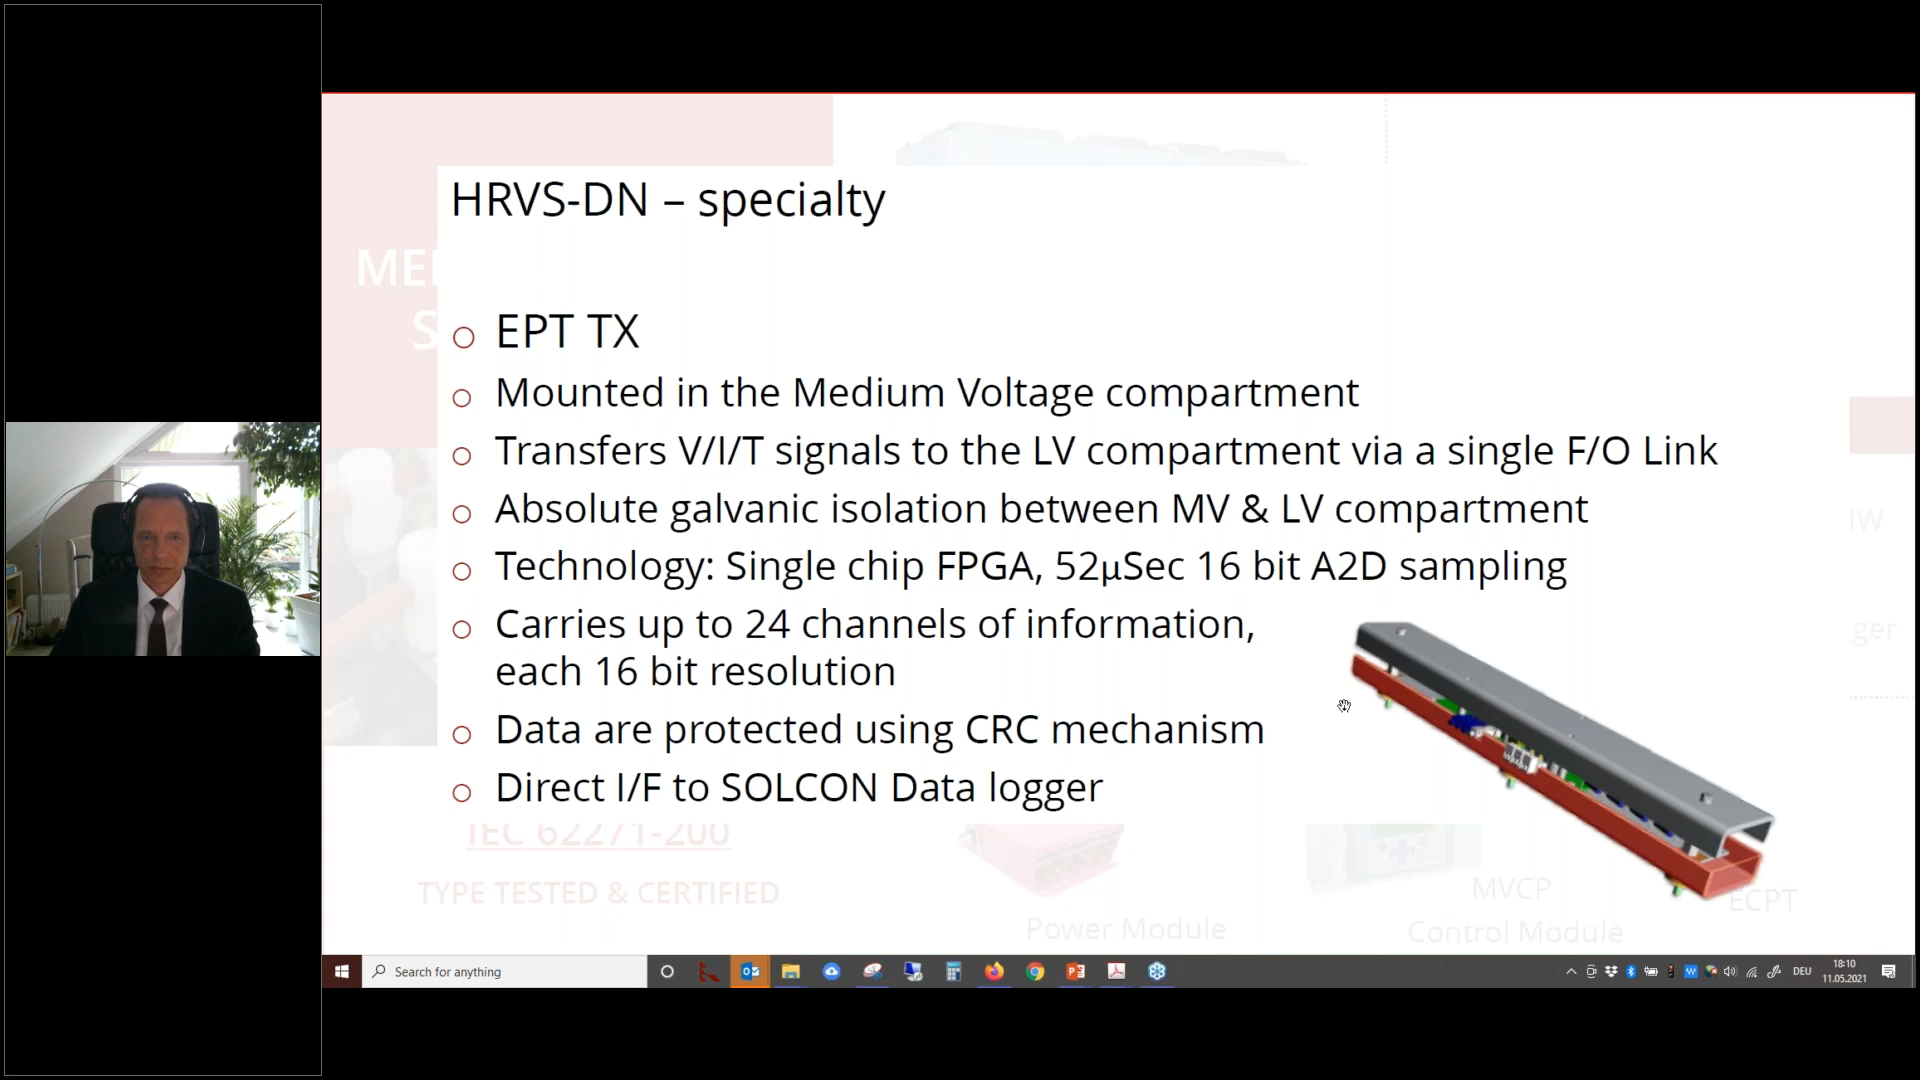 HRVS-DN – specialty
EPT TX
Mounted in the Medium Voltage compartment
Transfers V/I/T signals to the LV compartment via a single F/O Link
Absolute galvanic isolation between MV & LV compartment
Technology: Single chip FPGA, 52µSec 16 bit A2D sampling
Carries up to 24 channels of information,
each 16 bit resolution
Data are protected using CRC mechanism
Direct I/F to SOLCON Data logger
IEC 62271-200
TYPE TESTED & CERTIFIED
Power Module
MVCP
Control Module
ECPT
Search for anything
DEU
18:10
11.05.2021